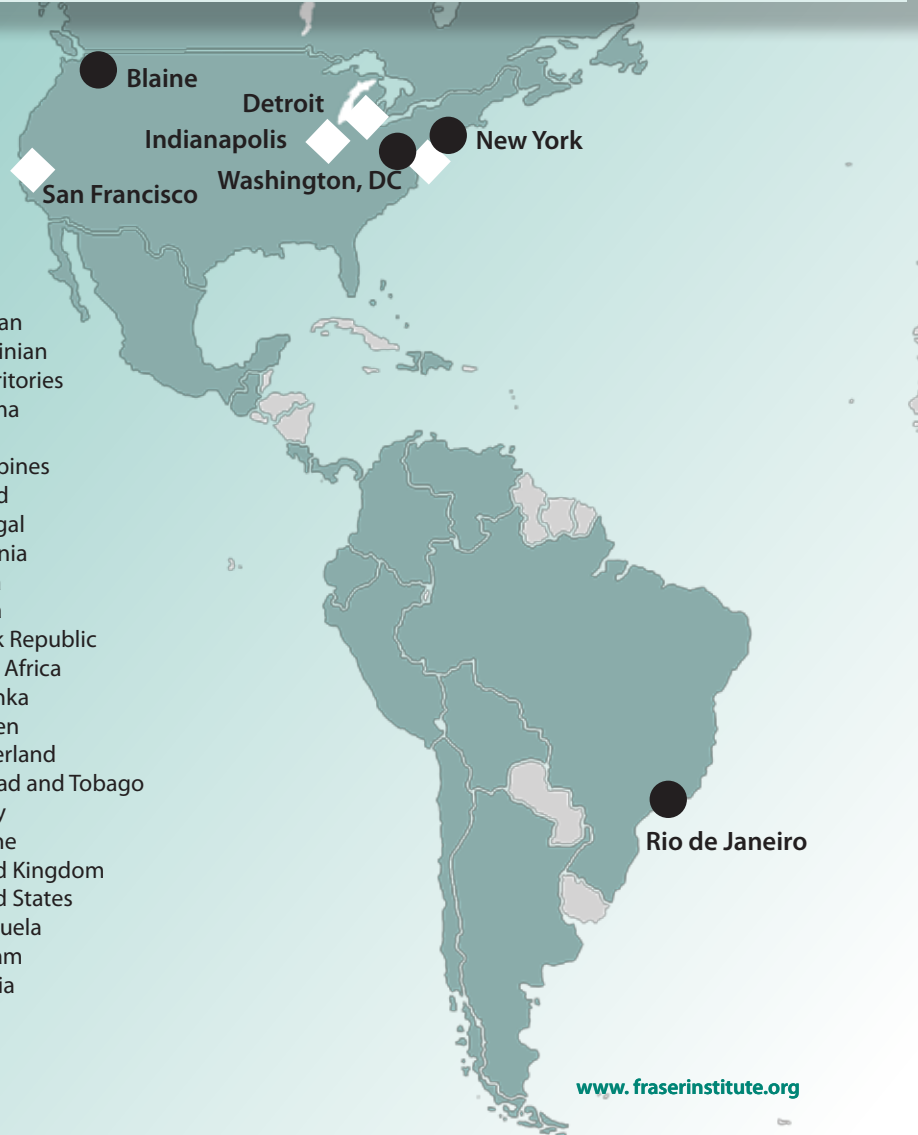 Blaine
Detroit
Indianapolis
New York
Washington, DC
San Francisco
an
inian
ritories
na
pines
d
gal
nia
k Republic
Africa
nka
en
erland
ad and Tobago
y
ne
d Kingdom
d States
uela
am
ia
Rio de Janeiro
www. fraserinstitute.org